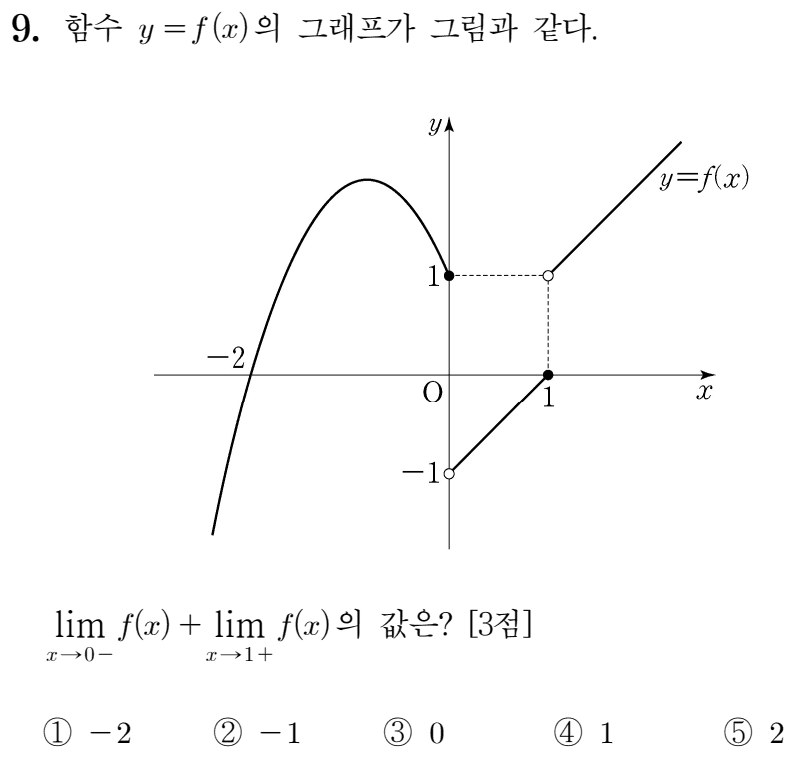 9. 함수 y=f(x)의 그래프가 그림과 같다.
y
y=f(x)
1
-2
O
1
x
-1
lim f(x)+ lim f(x)의 값은? [3점]
x→0- x→1+
① -2 ② -1 ③ 0 ④ 1 ⑤ 2